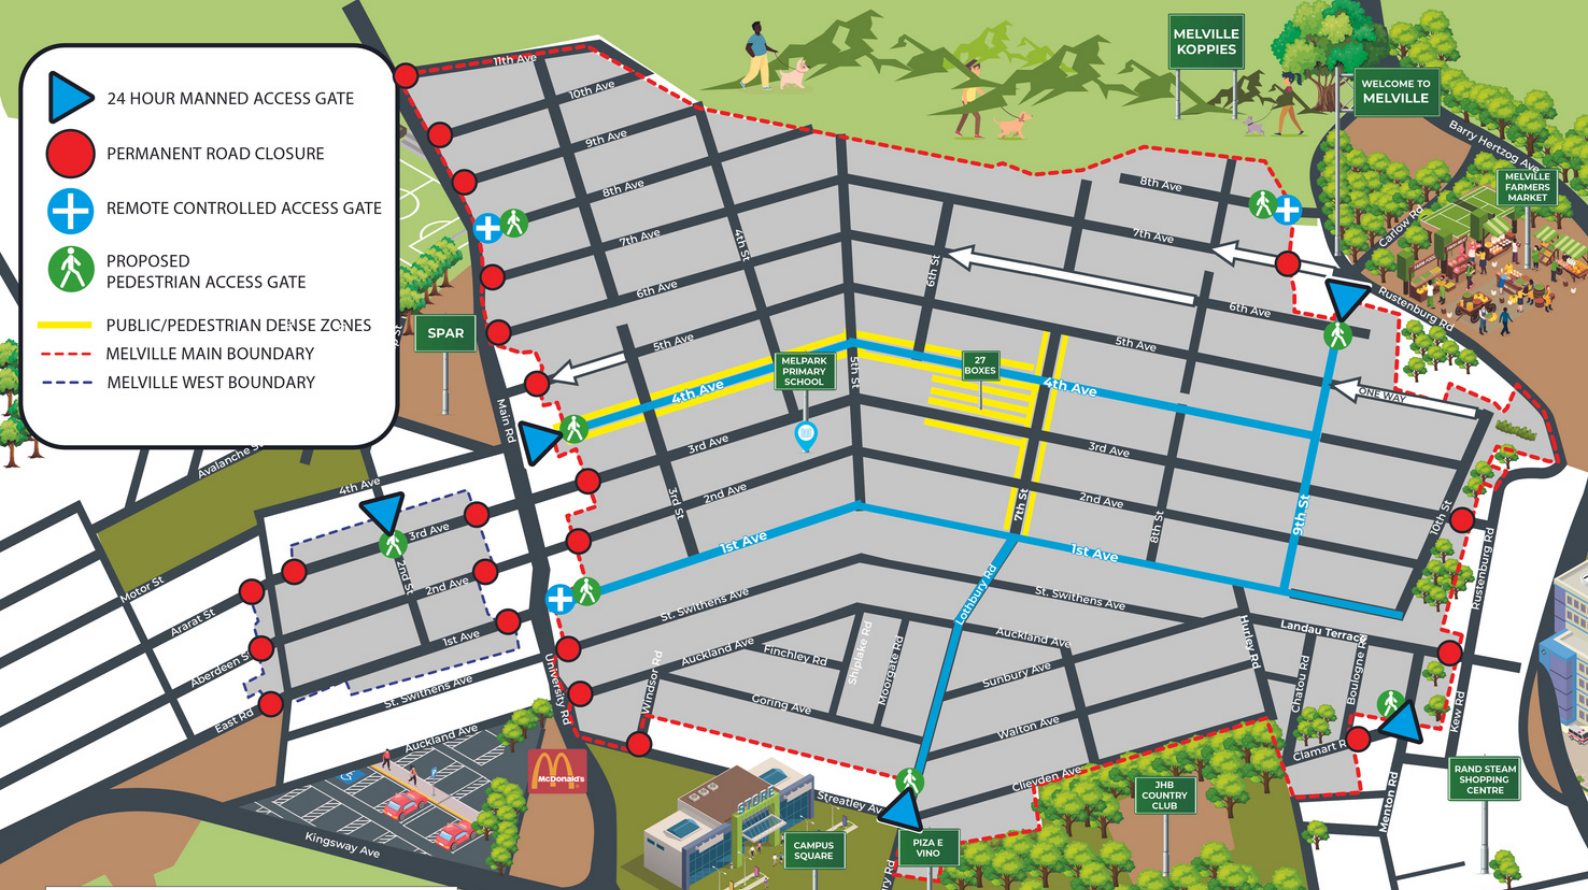 24 HOUR MANNED ACCESS GATE
PERMANENT ROAD CLOSURE
REMOTE CONTROLLED ACCESS GATE
PROPOSED
PEDESTRIAN ACCESS GATE
PUBLIC/PEDESTRIAN DENSE ZONES
MELVILLE MAIN BOUNDARY
MELVILLE WEST BOUNDARY
MELVILLE
KOPPIES
WELCOME TO
MELVILLE
Barry Hertzog Ave
MELVILLE
FARMERS
MARKET
Carlow Rd
Rustenburg Rd
11th Ave
10th Ave
9th Ave
8th Ave
7th Ave
6th Ave
5th Ave
4th Ave
3rd Ave
2nd Ave
1st Ave
4th St
3rd St
5th St
6th St
7th St
8th St
9th St
10th St
8th Ave
7th Ave
6th Ave
5th Ave
4th Ave
3rd Ave
2nd Ave
1st Ave
ONE WAY
SPAR
MELPARK
PRIMARY
SCHOOL
27
BOXES
Main Rd
Avalanche S
4th Ave
3rd Ave
2nd Ave
1st Ave
2nd St
Motor St
Ararat St
Aberdeen S
East Rd
St. Swithens Ave
Auckland Ave
Kingsway Ave
University Rd
McDonald's
St. Swithens Ave
Auckland Ave
Windsor Rd
Finchley Rd
Goring Ave
Shiplake Rd
Moorgate Rd
Lothbury Rd
St. Swithens Ave
Auckland Ave
Sunbury Ave
Walton Ave
Clieveden Ave
Hurley Rd
Landau Terrace
Chatou Rd
Boulogne R
Clamart R
Rustenburg Rd
Kew Rd
Menton Rd
Streatley Av
ry Rd
STORE
CAMPUS
SQUARE
PIZA E
VINO
JHB
COUNTRY
CLUB
RAND STEAM
SHOPPING
CENTRE